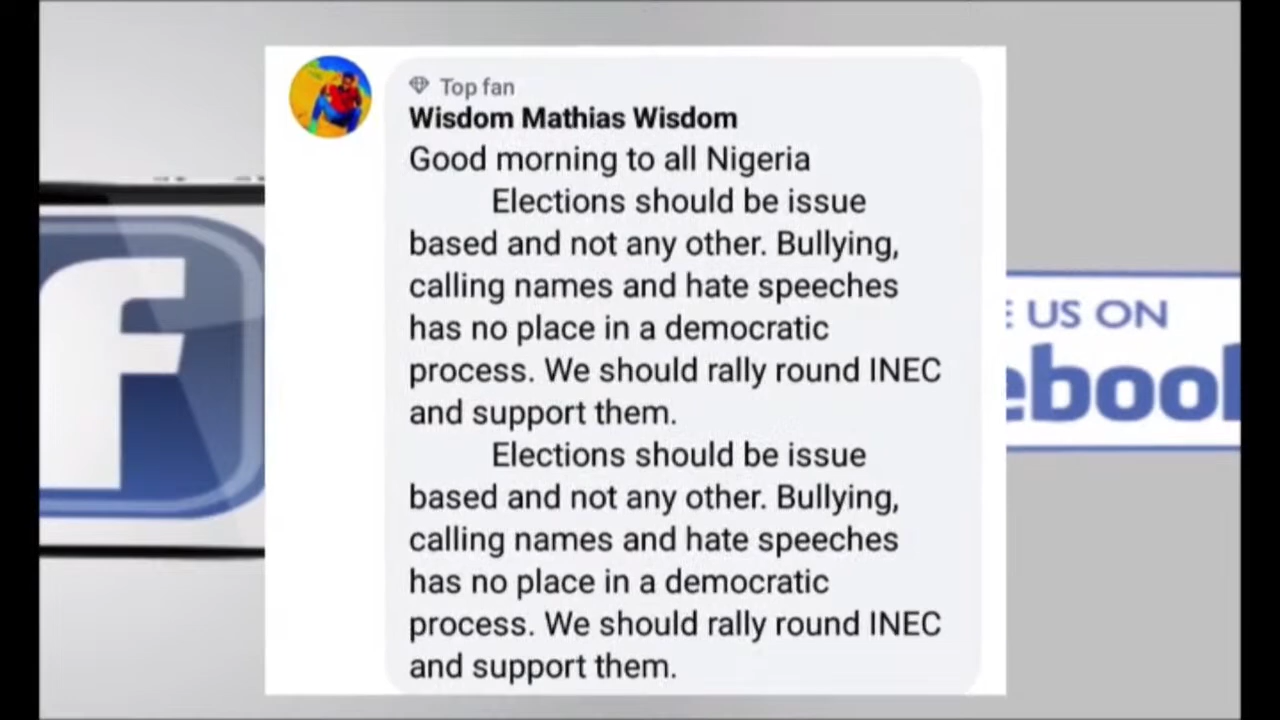 Top fan
Wisdom Mathias Wisdom
Good morning to all Nigeria
Elections should be issue
based and not any other. Bullying,
calling names and hate speeches
has no place in a democratic
process. We should rally round INEC
and support them.
Elections should be issue
based and not any other. Bullying,
calling names and hate speeches
has no place in a democratic
process. We should rally round INEC
and support them.
f
US ON
ebook